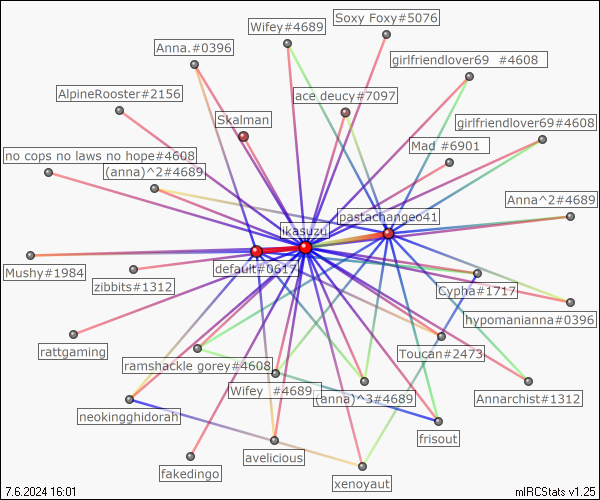 Soxy Foxy#5076
Wifey#4689
Anna.#0396
girlfriendlover69 #4608
AlpineRooster#2156
ace deucy#7097
Skalman
girlfriendlover69#4608
Mad #6901
no cops no laws no hope#4608
(anna)^2#4689
Anna^2#4689
pastachangeo41
ikasuzu
default#0617
Mushy#1984
zibbits#1312
Cypha#1717
hypomanianna#0396
rattgaming
Toucan#2473
ramshackle gorey#4608
Wifey #4689
(anna)^3#4689
Annarchist#1312
neokingghidorah
frisout
avelicious
fakedingo
xenoyaut
7.6.2024 16:01
mIRCStats v1.25